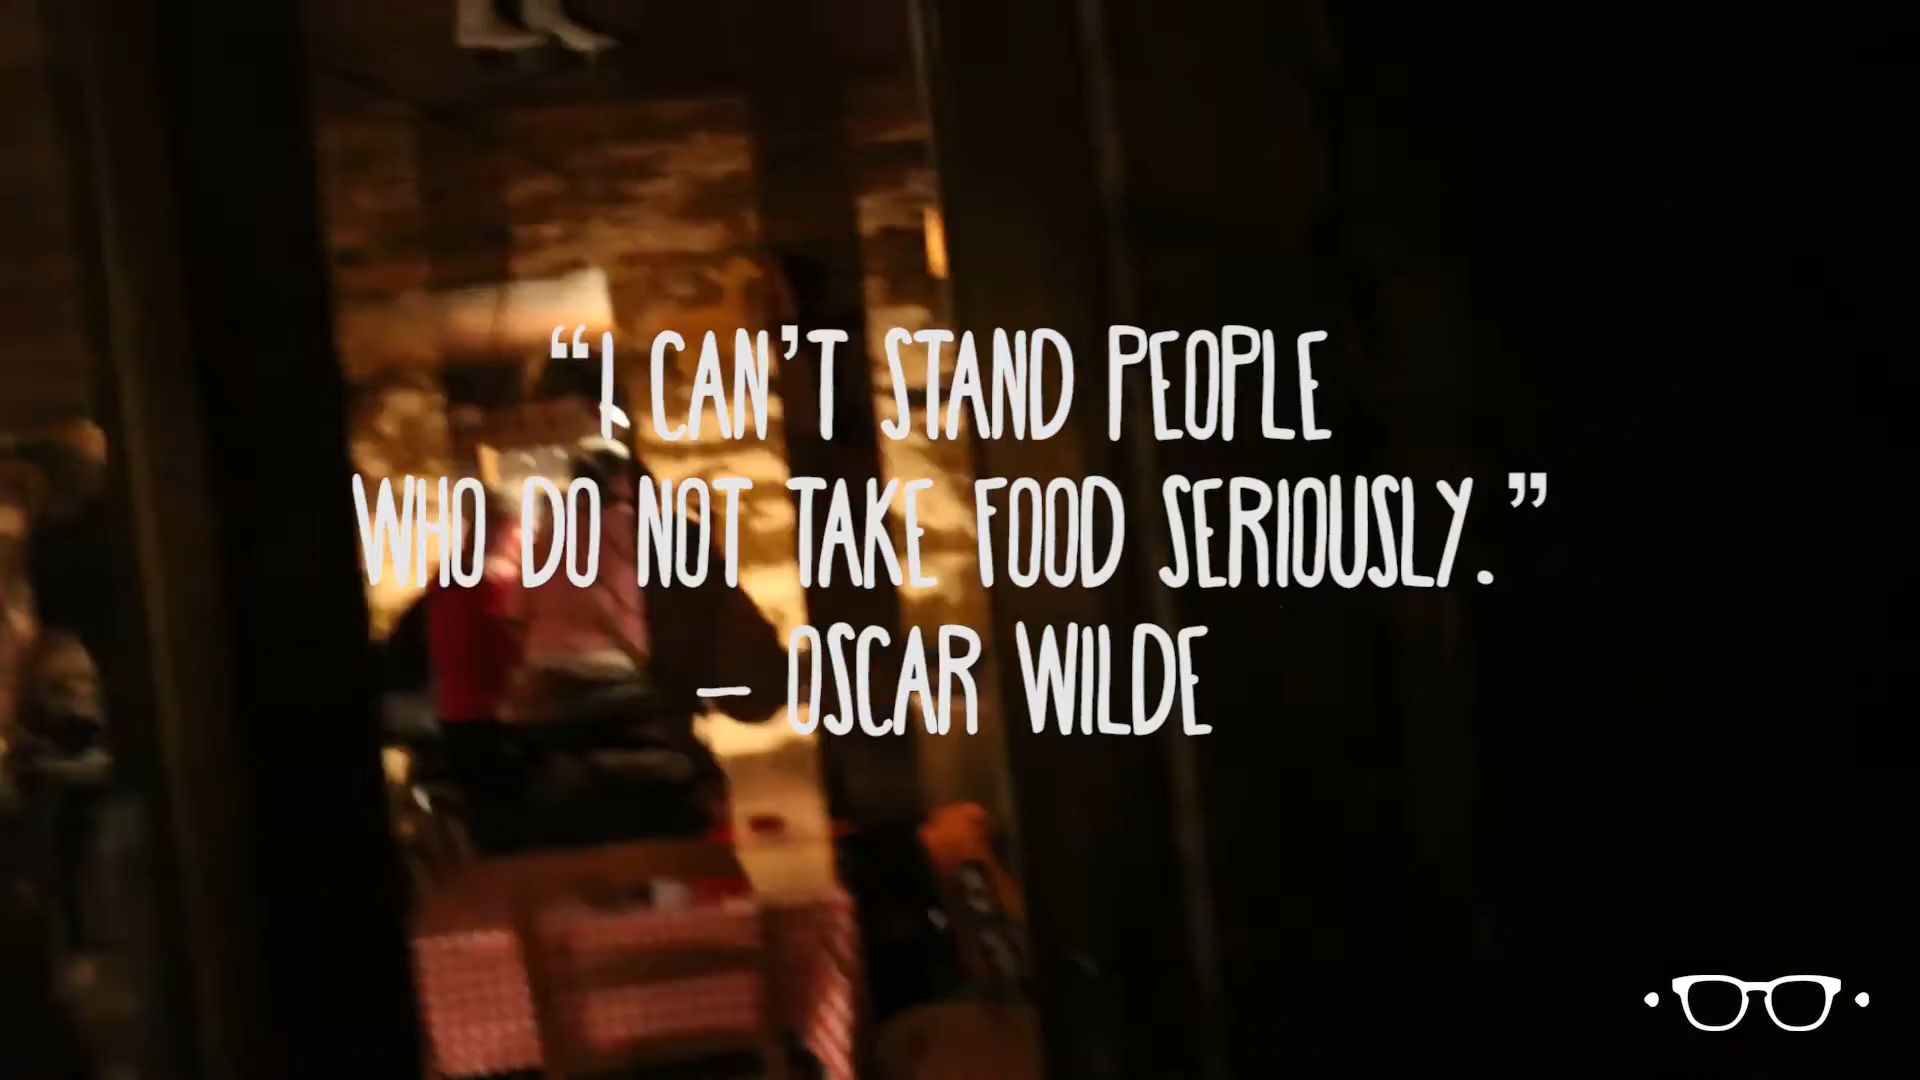 “I CAN’T STAND PEOPLE
WHO DO NOT TAKE FOOD SERIOUSLY.”
– OSCAR WILDE